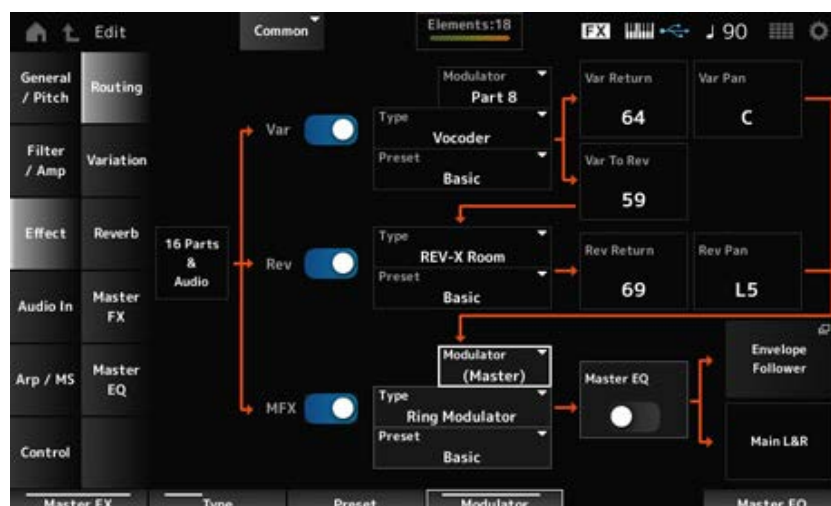 Edit
Common
Elements:18
FX
90
General
/ Pitch
Routing
Filter
/ Amp
Variation
Effect
Reverb
Audio In
Master
FX
Arp / MS
Master
EQ
Control
16 Parts
&
Audio
Var
Modulator
Part 8
Type
Vocoder
Preset
Basic
Var Return
64
Var Pan
C
Var To Rev
59
Rev
Type
REV-X Room
Preset
Basic
Rev Return
69
Rev Pan
L5
MFX
Modulator
(Master)
Type
Ring Modulator
Preset
Basic
Master EQ
Envelope
Follower
Main L&R
Master FX
Type
Preset
Modulator
Master EQ